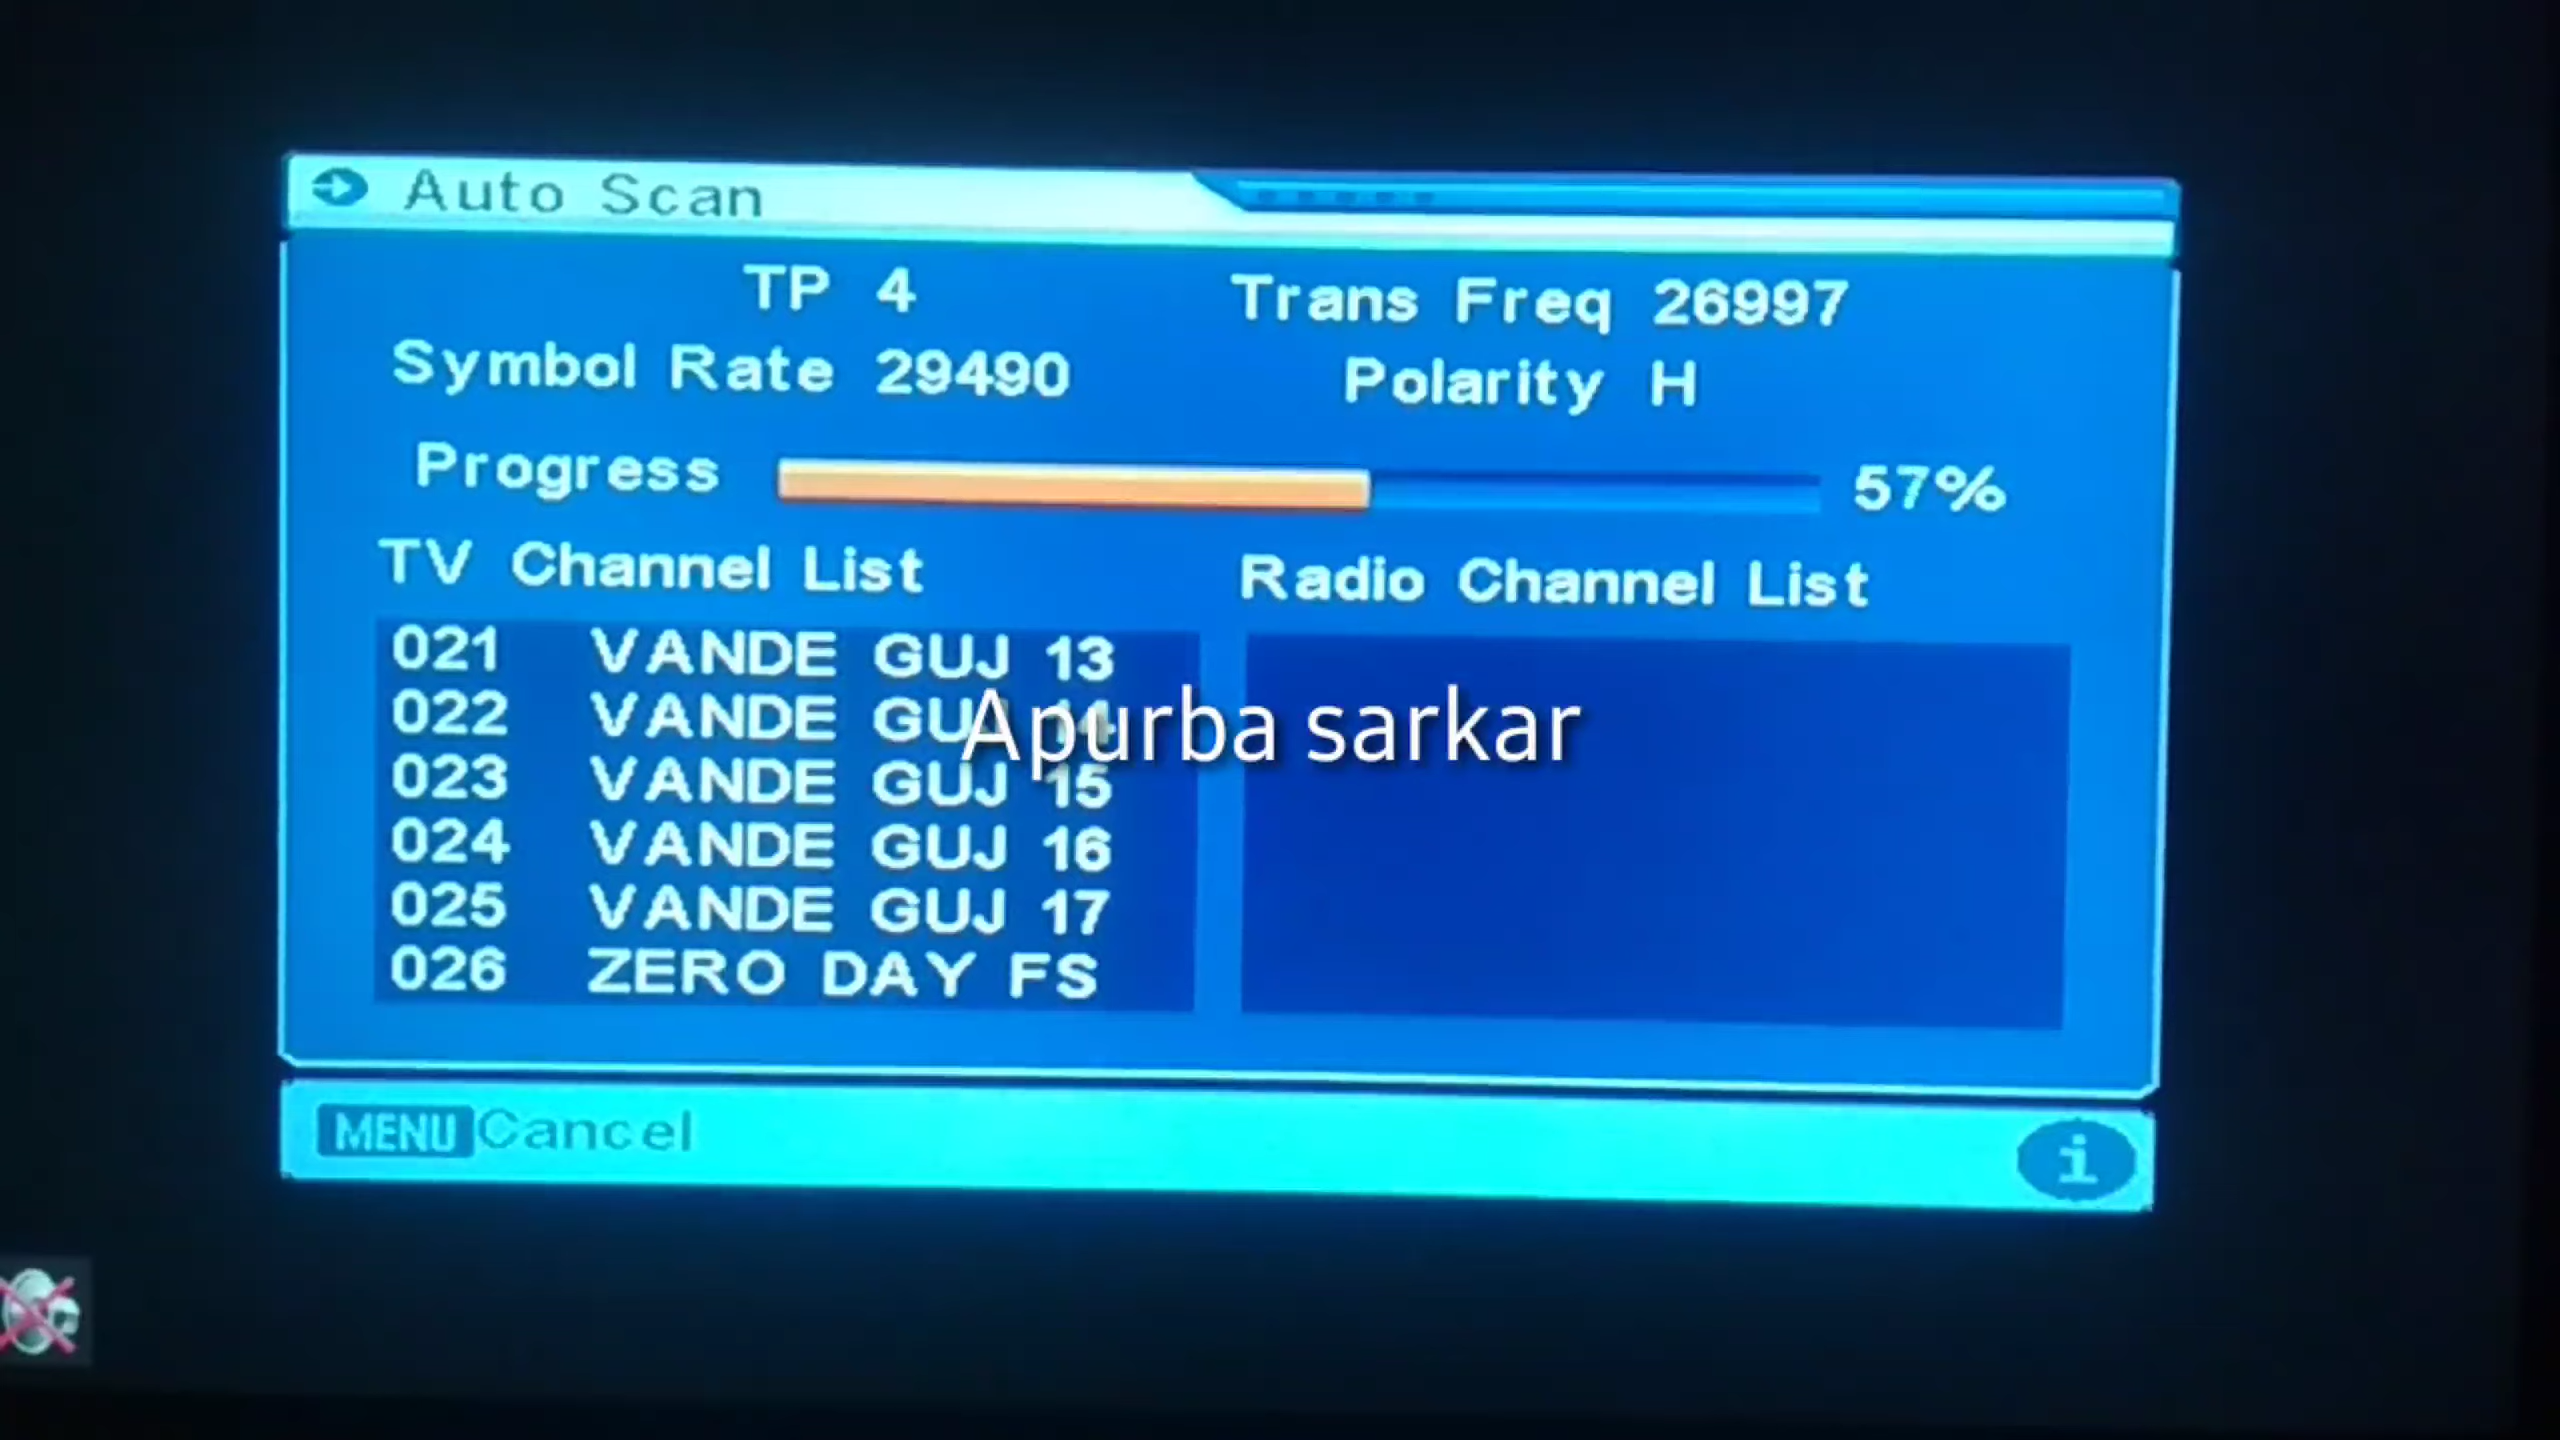 Auto Scan
TP 4 Trans Freq 26997
Symbol Rate 29490 Polarity H
Progress 57%
TV Channel List Radio Channel List
021 VANDE GUJ 13
022 VANDE GUJ 14
Apurba sarkar
023 VANDE GUJ 15
024 VANDE GUJ 16
025 VANDE GUJ 17
026 ZERO DAY FS
MENU Cancel i